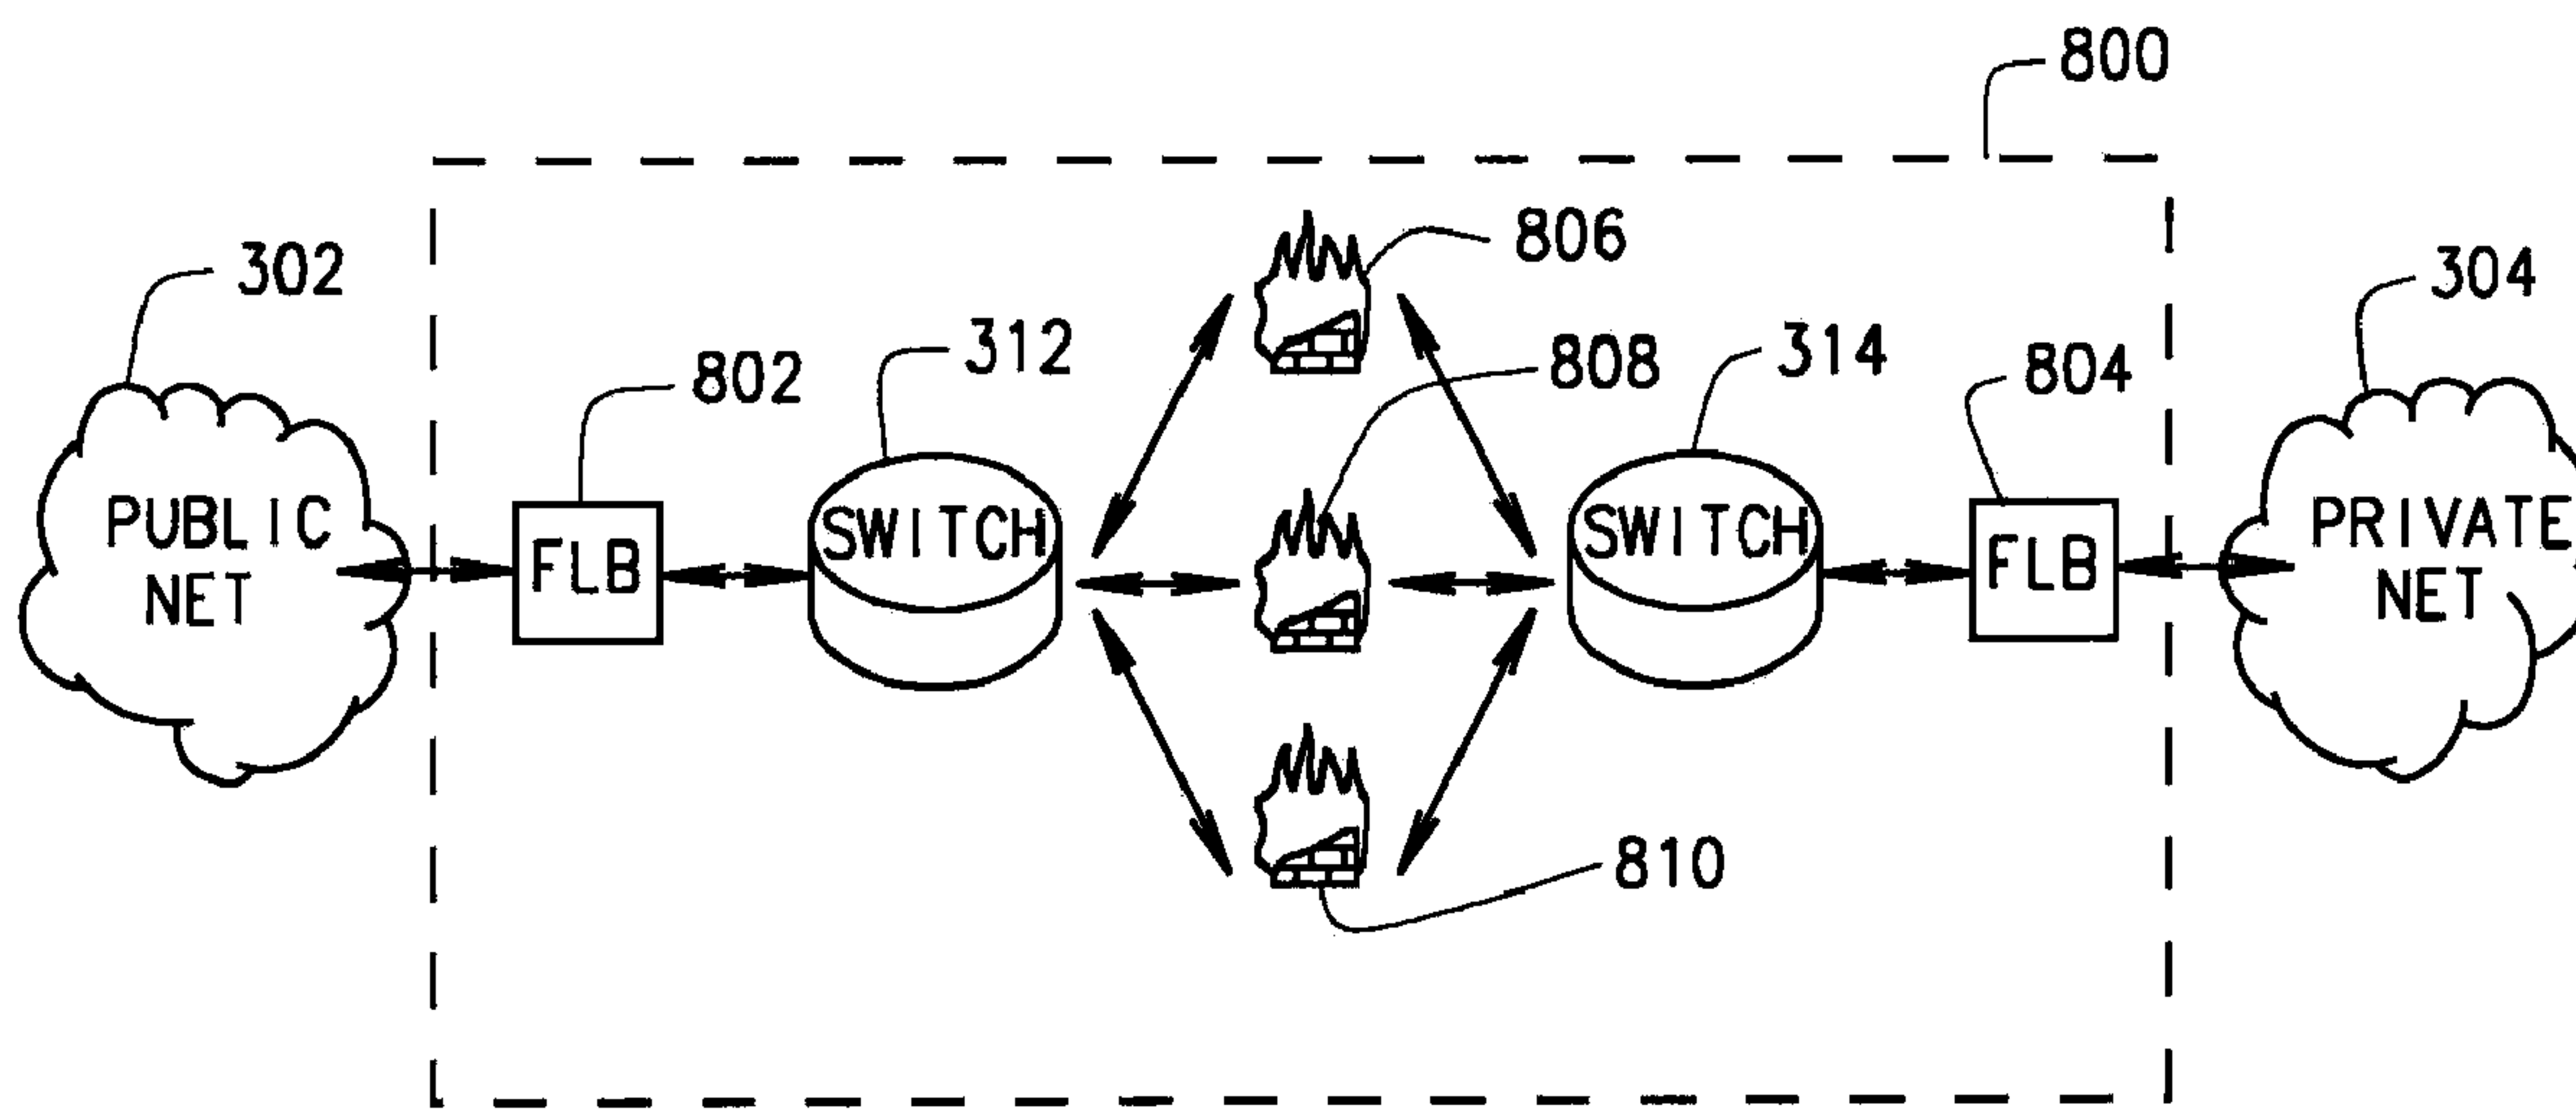 800
806
302
304
312
808
314
802
804
PUBLIC
NET
FLB
SWITCH
SWITCH
FLB
PRIVATE
NET
810